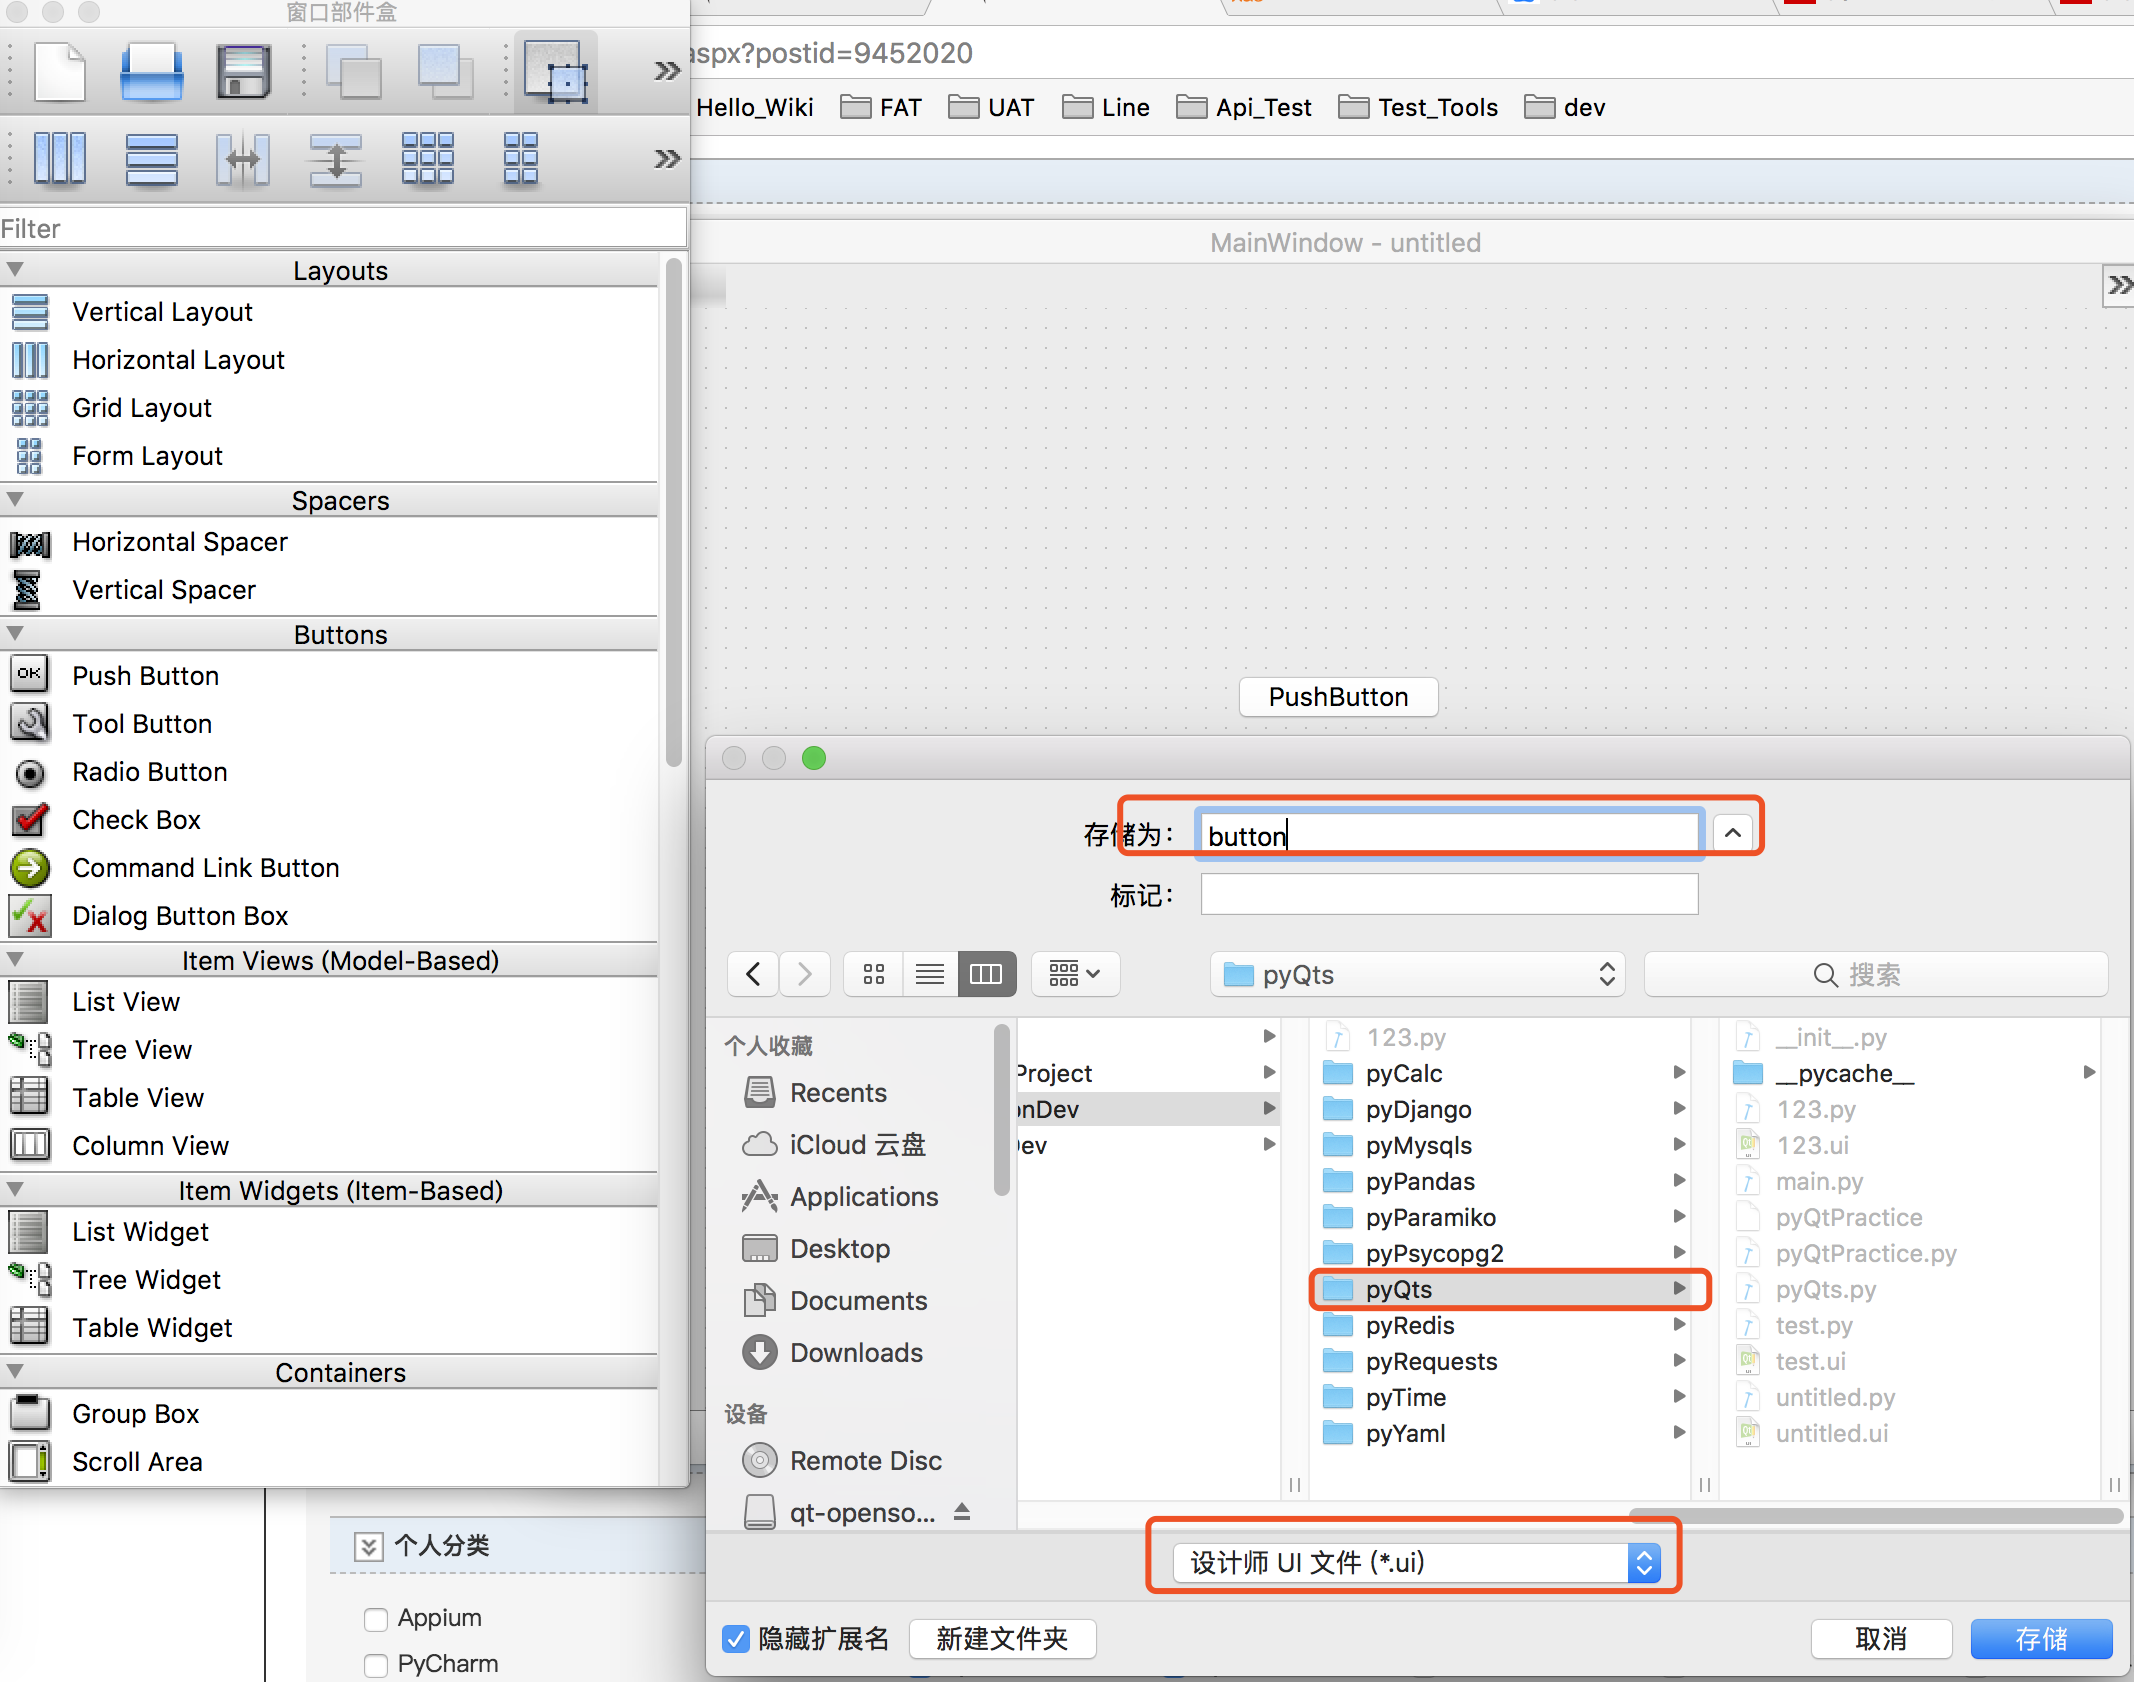 窗口部件盒
aspx?postid=9452020
Hello_Wiki
FAT
UAT
Line
Api_Test
Test_Tools
dev
Filter
MainWindow - untitled
Layouts
Vertical Layout
Horizontal Layout
Grid Layout
Form Layout
Spacers
Horizontal Spacer
Vertical Spacer
Buttons
OK
Push Button
Tool Button
Radio Button
Check Box
Command Link Button
Dialog Button Box
Item Views (Model-Based)
List View
Tree View
Table View
Column View
Item Widgets (Item-Based)
List Widget
Tree Widget
Table Widget
Containers
Group Box
Scroll Area
PushButton
存储为：
button
标记：
pyQts
搜索
个人收藏
Recents
iCloud 云盘
Applications
Desktop
Documents
Downloads
设备
Remote Disc
qt-openso...
Project
onDev
Dev
123.py
pyCalc
pyDjango
pyMysqls
pyPandas
pyParamiko
pyPsycopg2
pyQts
pyRedis
pyRequests
pyTime
pyYaml
__init__.py
__pycache__
123.py
123.ui
main.py
pyQtPractice
pyQtPractice.py
pyQts.py
test.py
test.ui
untitled.py
untitled.ui
设计师 UI 文件 (*.ui)
隐藏扩展名
新建文件夹
取消
存储
个人分类
Appium
PyCharm